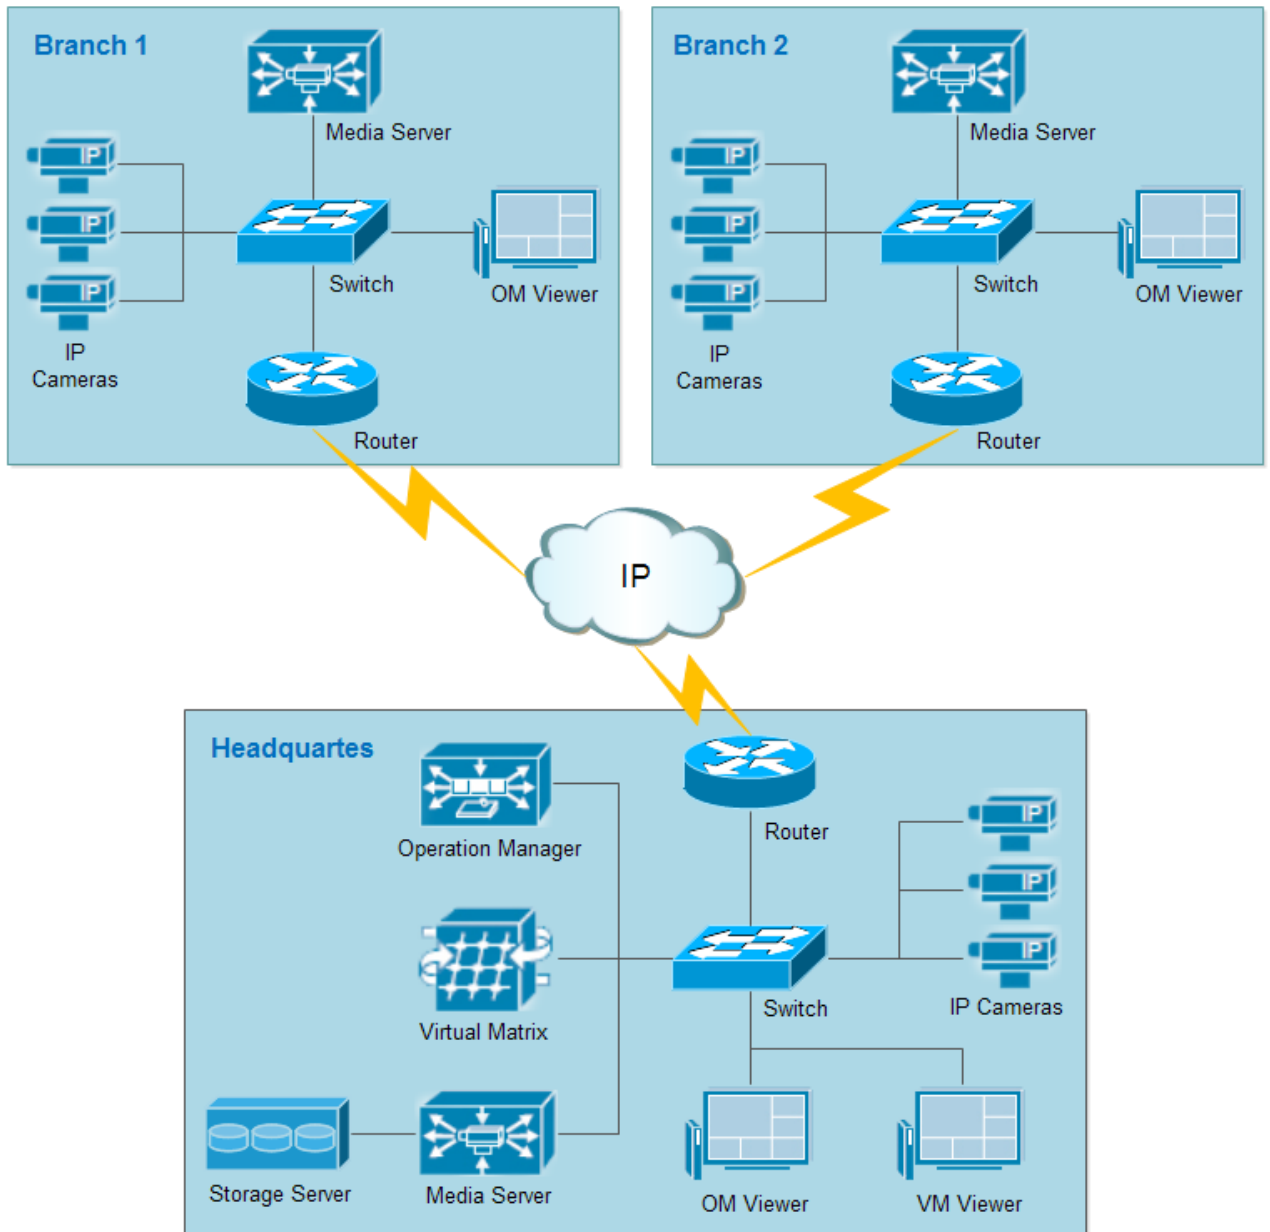 Branch 1
Media Server
IP
IP
IP
Switch
OM Viewer
IP
Cameras
Router
Branch 2
Media Server
IP
IP
IP
Switch
OM Viewer
IP
Cameras
Router
IP
Headquartes
Operation Manager
Router
IP
IP
IP
Virtual Matrix
Switch
IP Cameras
Storage Server
Media Server
OM Viewer
VM Viewer